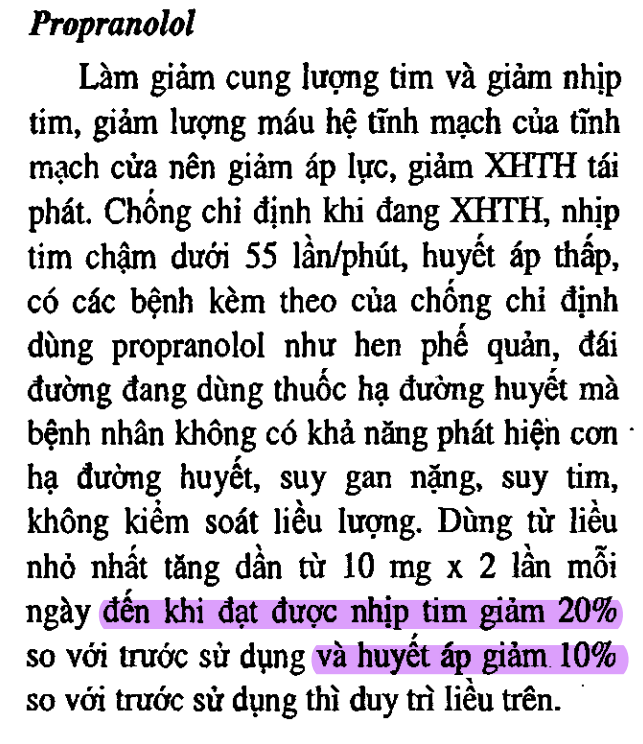 Propranolol
Làm giảm cung lượng tim và giảm nhịp
tim, giảm lượng máu hệ tĩnh mạch của tĩnh
mạch cửa nên giảm áp lực, giảm XHTH tái
phát. Chống chỉ định khi đang XHTH, nhịp
tim chậm dưới 55 lần/phút, huyết áp thấp,
có các bệnh kèm theo của chống chỉ định
dùng propranolol như hen phế quản, đái
đường đang dùng thuốc hạ đường huyết mà
bệnh nhân không có khả năng phát hiện cơn
hạ đường huyết, suy gan nặng, suy tim,
không kiểm soát liều lượng. Dùng từ liều
nhỏ nhất tăng dần từ 10 mg x 2 lần mỗi
ngày đến khi đạt được nhịp tim giảm 20%
so với trước sử dụng và huyết áp giảm 10%
so với trước sử dụng thì duy trì liều trên.